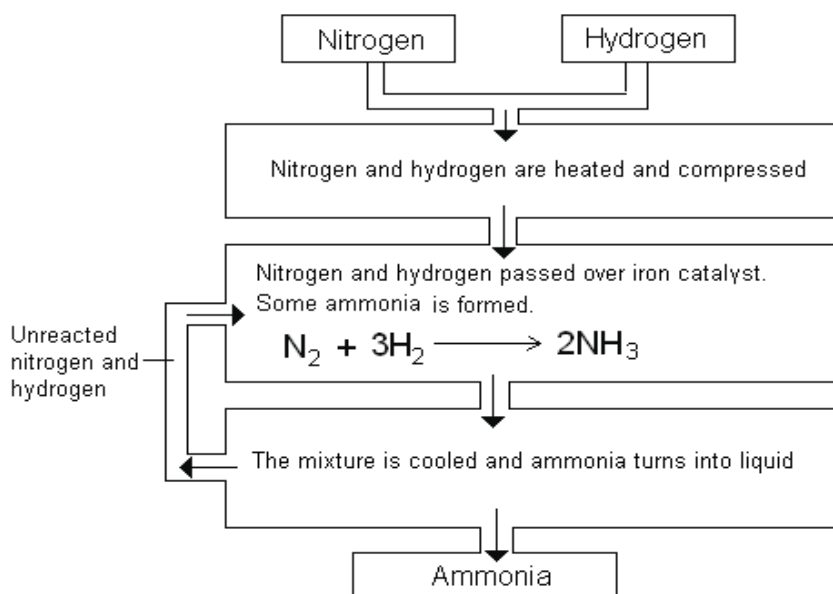 Nitrogen
Hydrogen
Nitrogen and hydrogen are heated and compressed
Nitrogen and hydrogen passed over iron catalyst.
Some ammonia is formed.
N₂ + 3H₂ ⟶ 2NH₃
Unreacted
nitrogen and
hydrogen
The mixture is cooled and ammonia turns into liquid
Ammonia